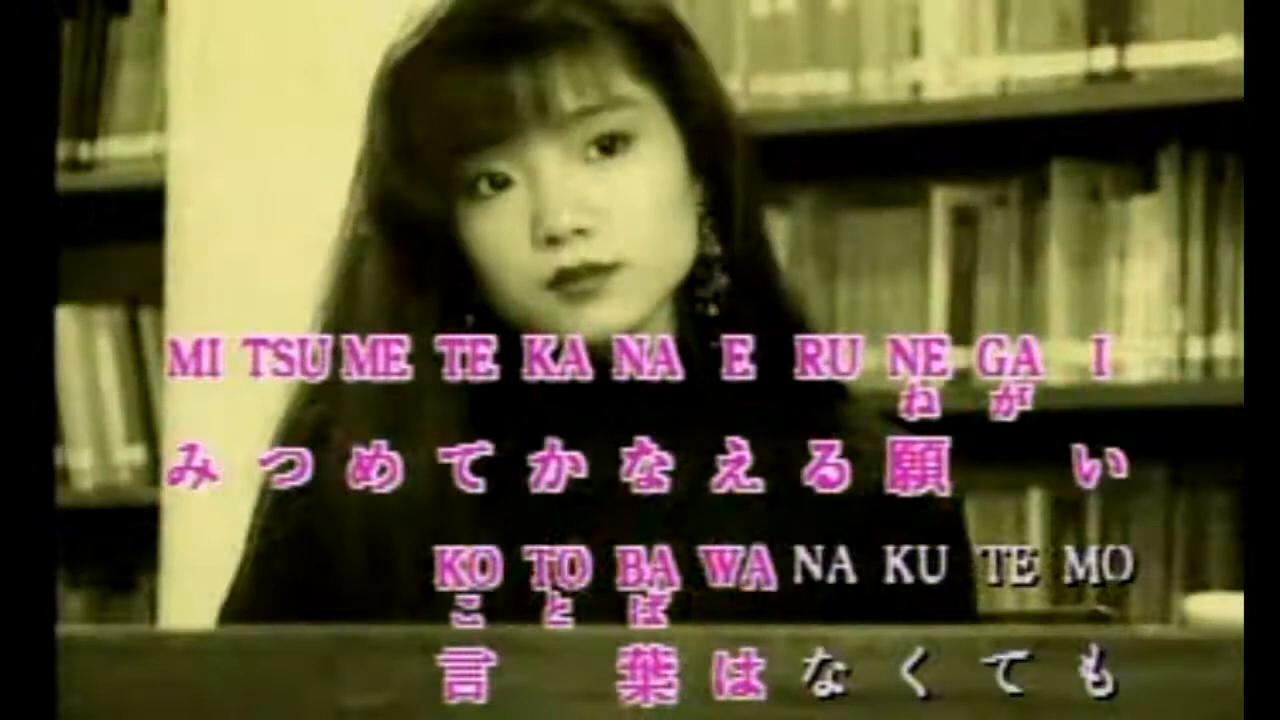 MI TSU ME TE KA NA E RU NE GA I
ねが
みつめてかなえる願い
KO TO BA WA NA KU TE MO
ことば
言葉はなくても